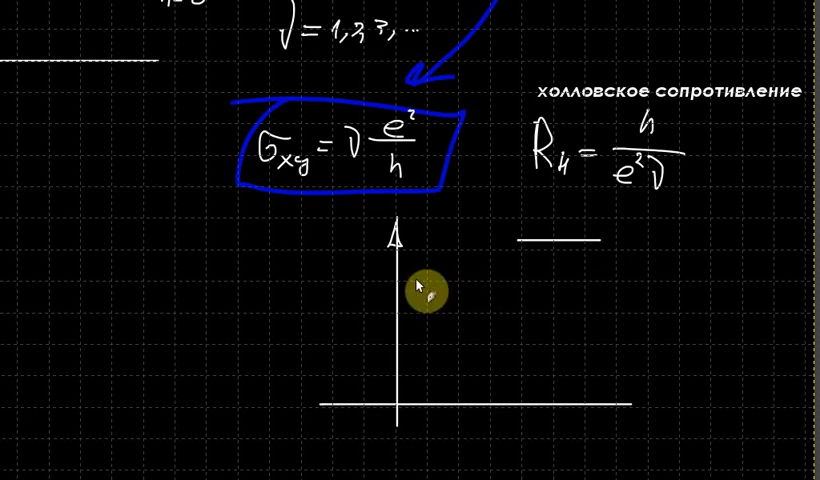 ν = 1, 2, 3, ...
холловское сопротивление
σxy = ν e²/h
RH = h/(e²ν)